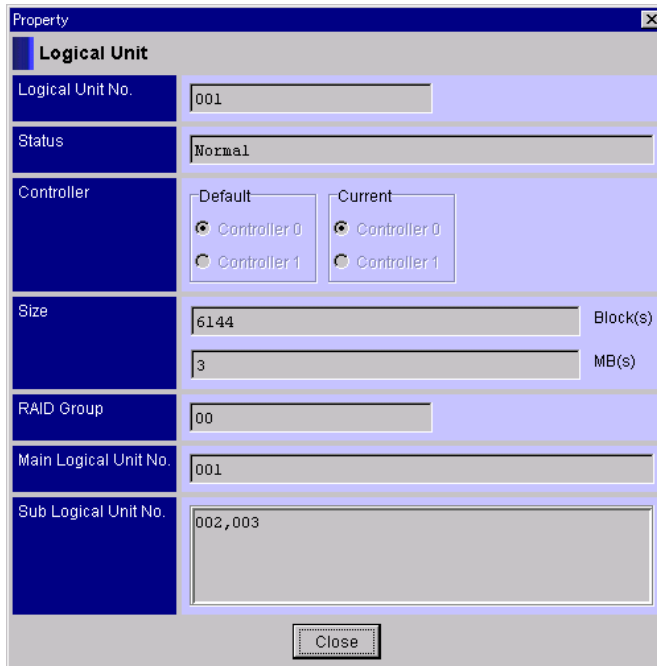 Property
Logical Unit
Logical Unit No.
001
Status
Normal
Controller
Default
Current
Controller 0
Controller 0
Controller 1
Controller 1
Size
6144
Block(s)
3
MB(s)
RAID Group
00
Main Logical Unit No.
001
Sub Logical Unit No.
002,003
Close